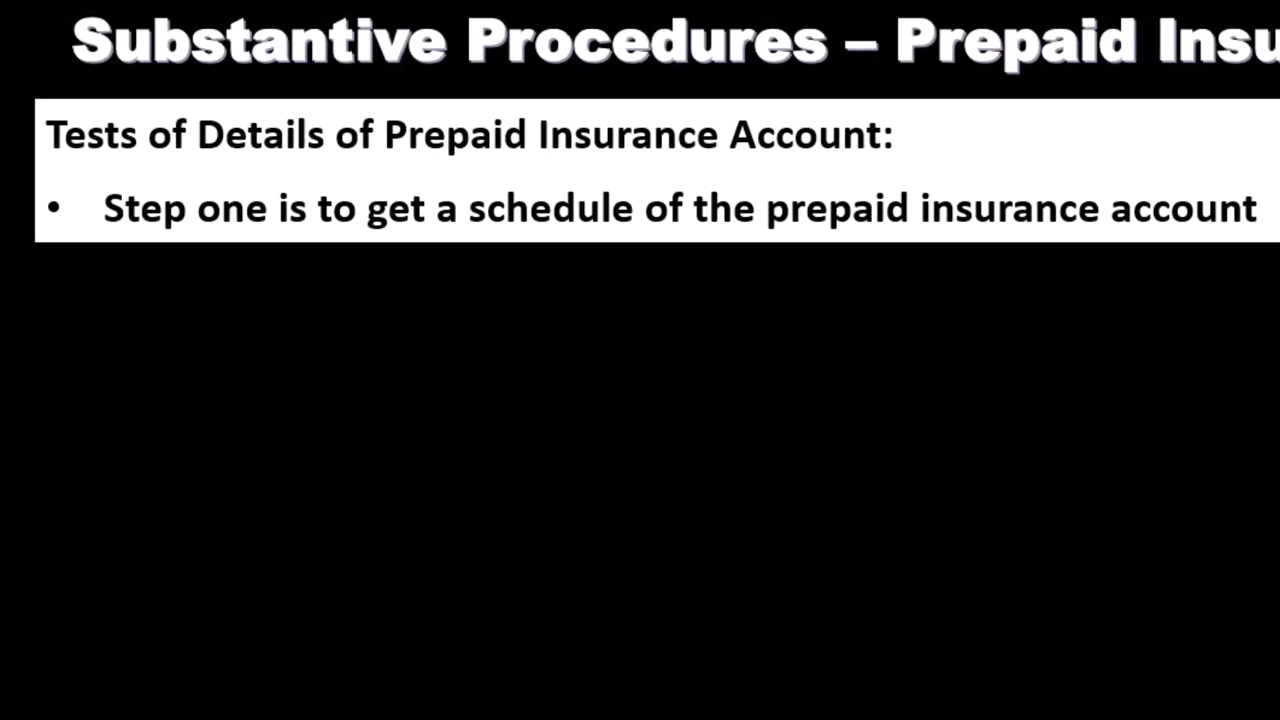 Substantive Procedures – Prepaid Insu
Tests of Details of Prepaid Insurance Account:
• Step one is to get a schedule of the prepaid insurance account